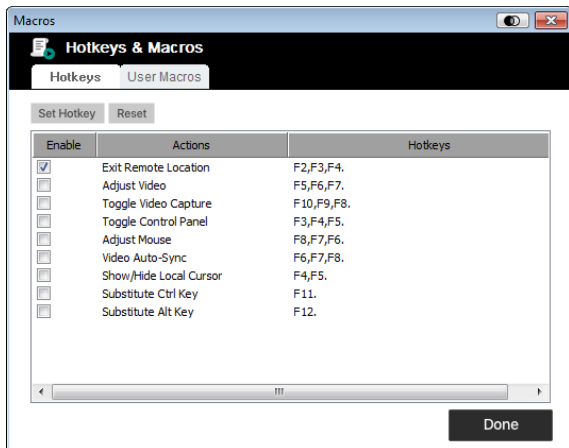 Macros
Hotkeys & Macros
Hotkeys User Macros
Set Hotkey Reset
Enable Actions Hotkeys
Exit Remote Location F2,F3,F4.
Adjust Video F5,F6,F7.
Toggle Video Capture F10,F9,F8.
Toggle Control Panel F3,F4,F5.
Adjust Mouse F8,F7,F6.
Video Auto-Sync F6,F7,F8.
Show/Hide Local Cursor F4,F5.
Substitute Ctrl Key F11.
Substitute Alt Key F12.
Done